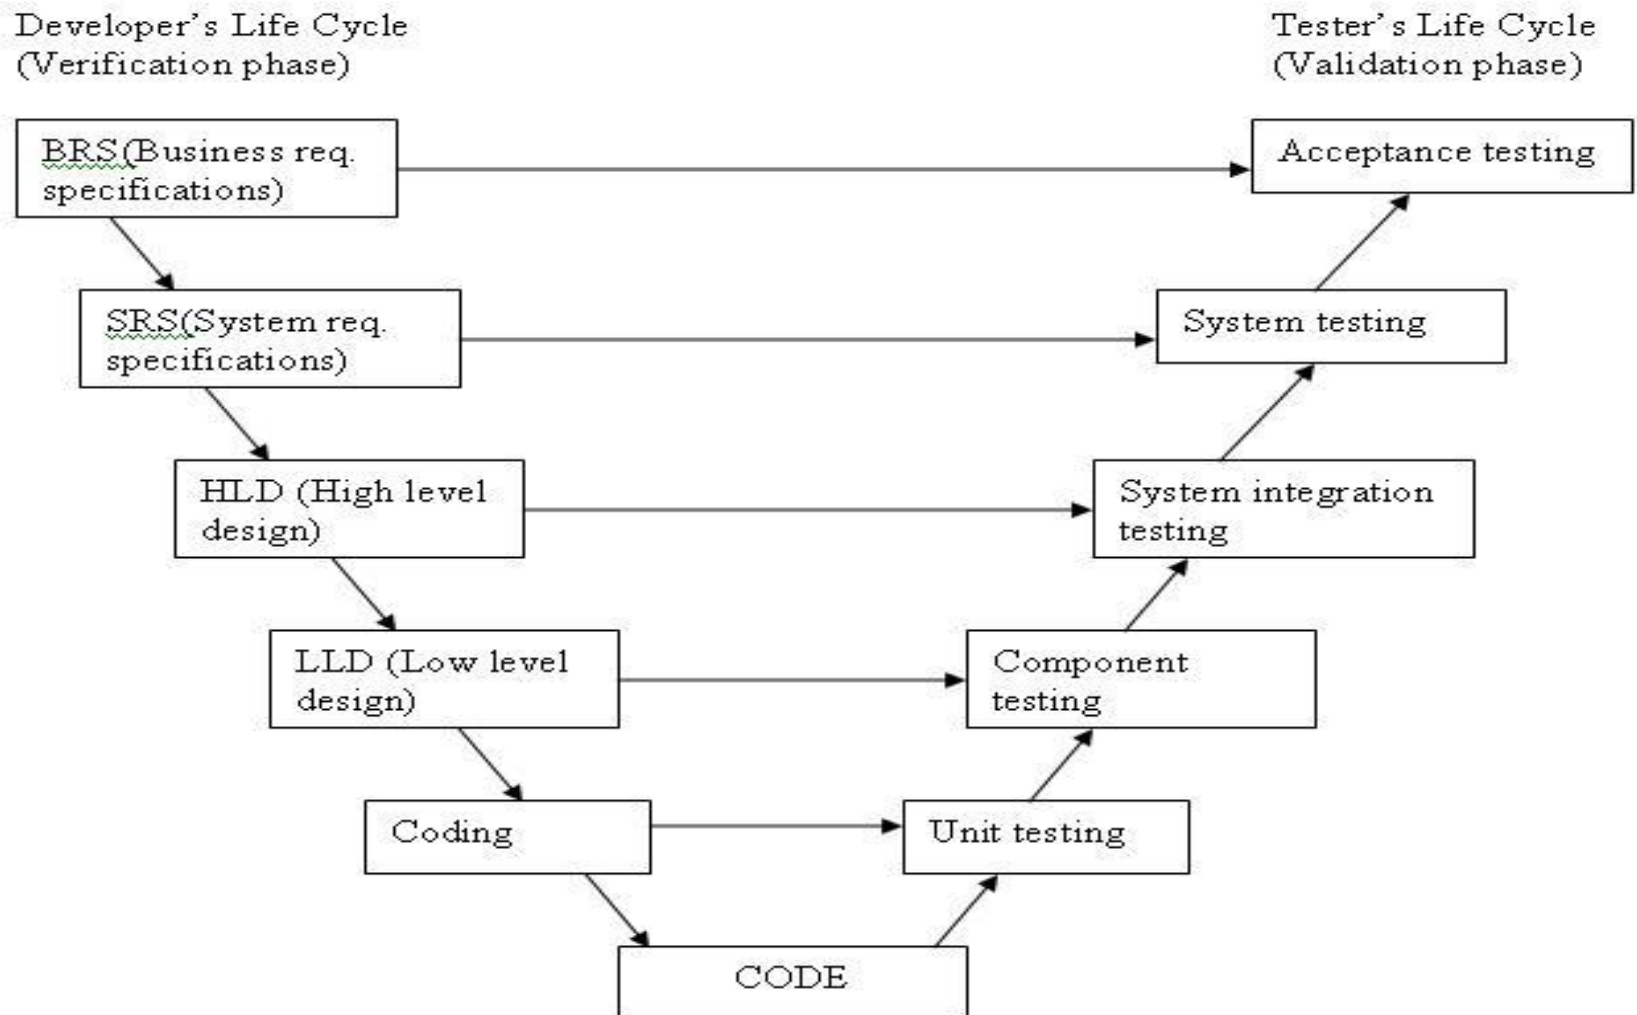 Developer's Life Cycle
(Verification phase)
Tester's Life Cycle
(Validation phase)
BRS(Business req.
specifications)
Acceptance testing
SRS(System req.
specifications)
System testing
HLD (High level
design)
System integration
testing
LLD (Low level
design)
Component
testing
Coding
Unit testing
CODE